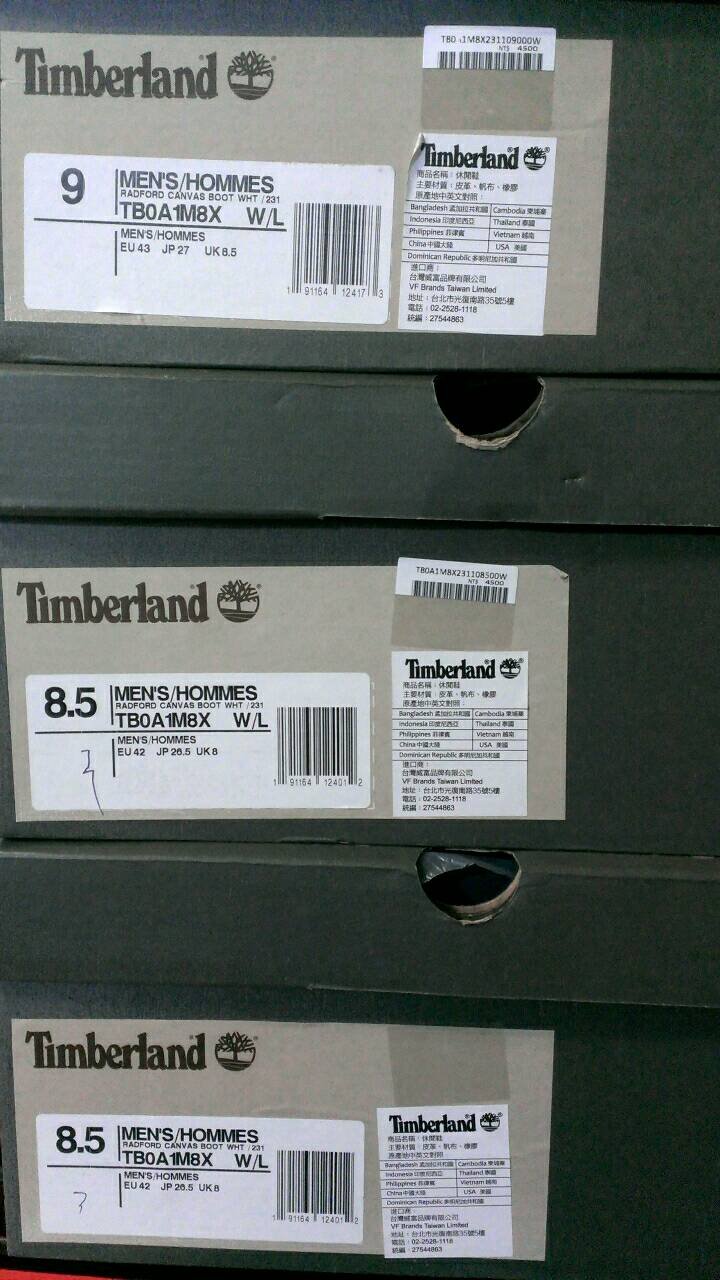 Timberland
TB0A1M8X231109000W
NT$ 4500
9
MEN'S/HOMMES
RADFORD CANVAS BOOT WHT / 231
TB0A1M8X W/L
MEN'S/HOMMES
EU 43 JP 27 UK 8.5
1 91164 12417 3
Timberland
商品名稱：休閒鞋
主要材質：皮革、帆布、橡膠
原產地中英文對照：
Bangladesh 孟加拉共和國 Cambodia 柬埔寨
Indonesia 印度尼西亞 Thailand 泰國
Philippines 菲律賓 Vietnam 越南
China 中國大陸 USA 美國
Dominican Republic 多明尼加共和國
進口商：
台灣威富品牌有限公司
VF Brands Taiwan Limited
地址：台北市光復南路35號5樓
電話：02-2528-1118
統編：27544863
Timberland
TB0A1M8X231108500W
NT$ 4500
8.5
MEN'S/HOMMES
RADFORD CANVAS BOOT WHT / 231
TB0A1M8X W/L
MEN'S/HOMMES
EU 42 JP 26.5 UK 8
1 91164 12401 2
Timberland
商品名稱：休閒鞋
主要材質：皮革、帆布、橡膠
原產地中英文對照：
Bangladesh 孟加拉共和國 Cambodia 柬埔寨
Indonesia 印度尼西亞 Thailand 泰國
Philippines 菲律賓 Vietnam 越南
China 中國大陸 USA 美國
Dominican Republic 多明尼加共和國
進口商：
台灣威富品牌有限公司
VF Brands Taiwan Limited
地址：台北市光復南路35號5樓
電話：02-2528-1118
統編：27544863
Timberland
8.5
MEN'S/HOMMES
RADFORD CANVAS BOOT WHT / 231
TB0A1M8X W/L
MEN'S/HOMMES
EU 42 JP 26.5 UK 8
1 91164 12401 2
Timberland
商品名稱：休閒鞋
主要材質：皮革、帆布、橡膠
原產地中英文對照
Bangladesh 孟加拉共和國 Cambodia 柬埔寨
Indonesia 印度尼西亞 Thailand 泰國
Philippines 菲律賓 Vietnam 越南
China 中國大陸 USA 美國
Dominican Republic 多明尼加共和國
進口商：
台灣威富品牌有限公司
VF Brands Taiwan Limited
地址：台北市光復南路35號5樓
電話：02-2528-1118
統編：27544863